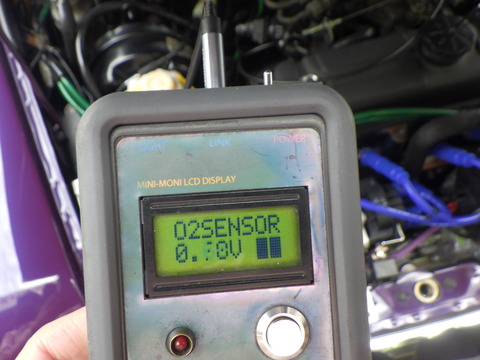 LINK
POWER
MINI-MONI LCD DISPLAY
O2SENSOR